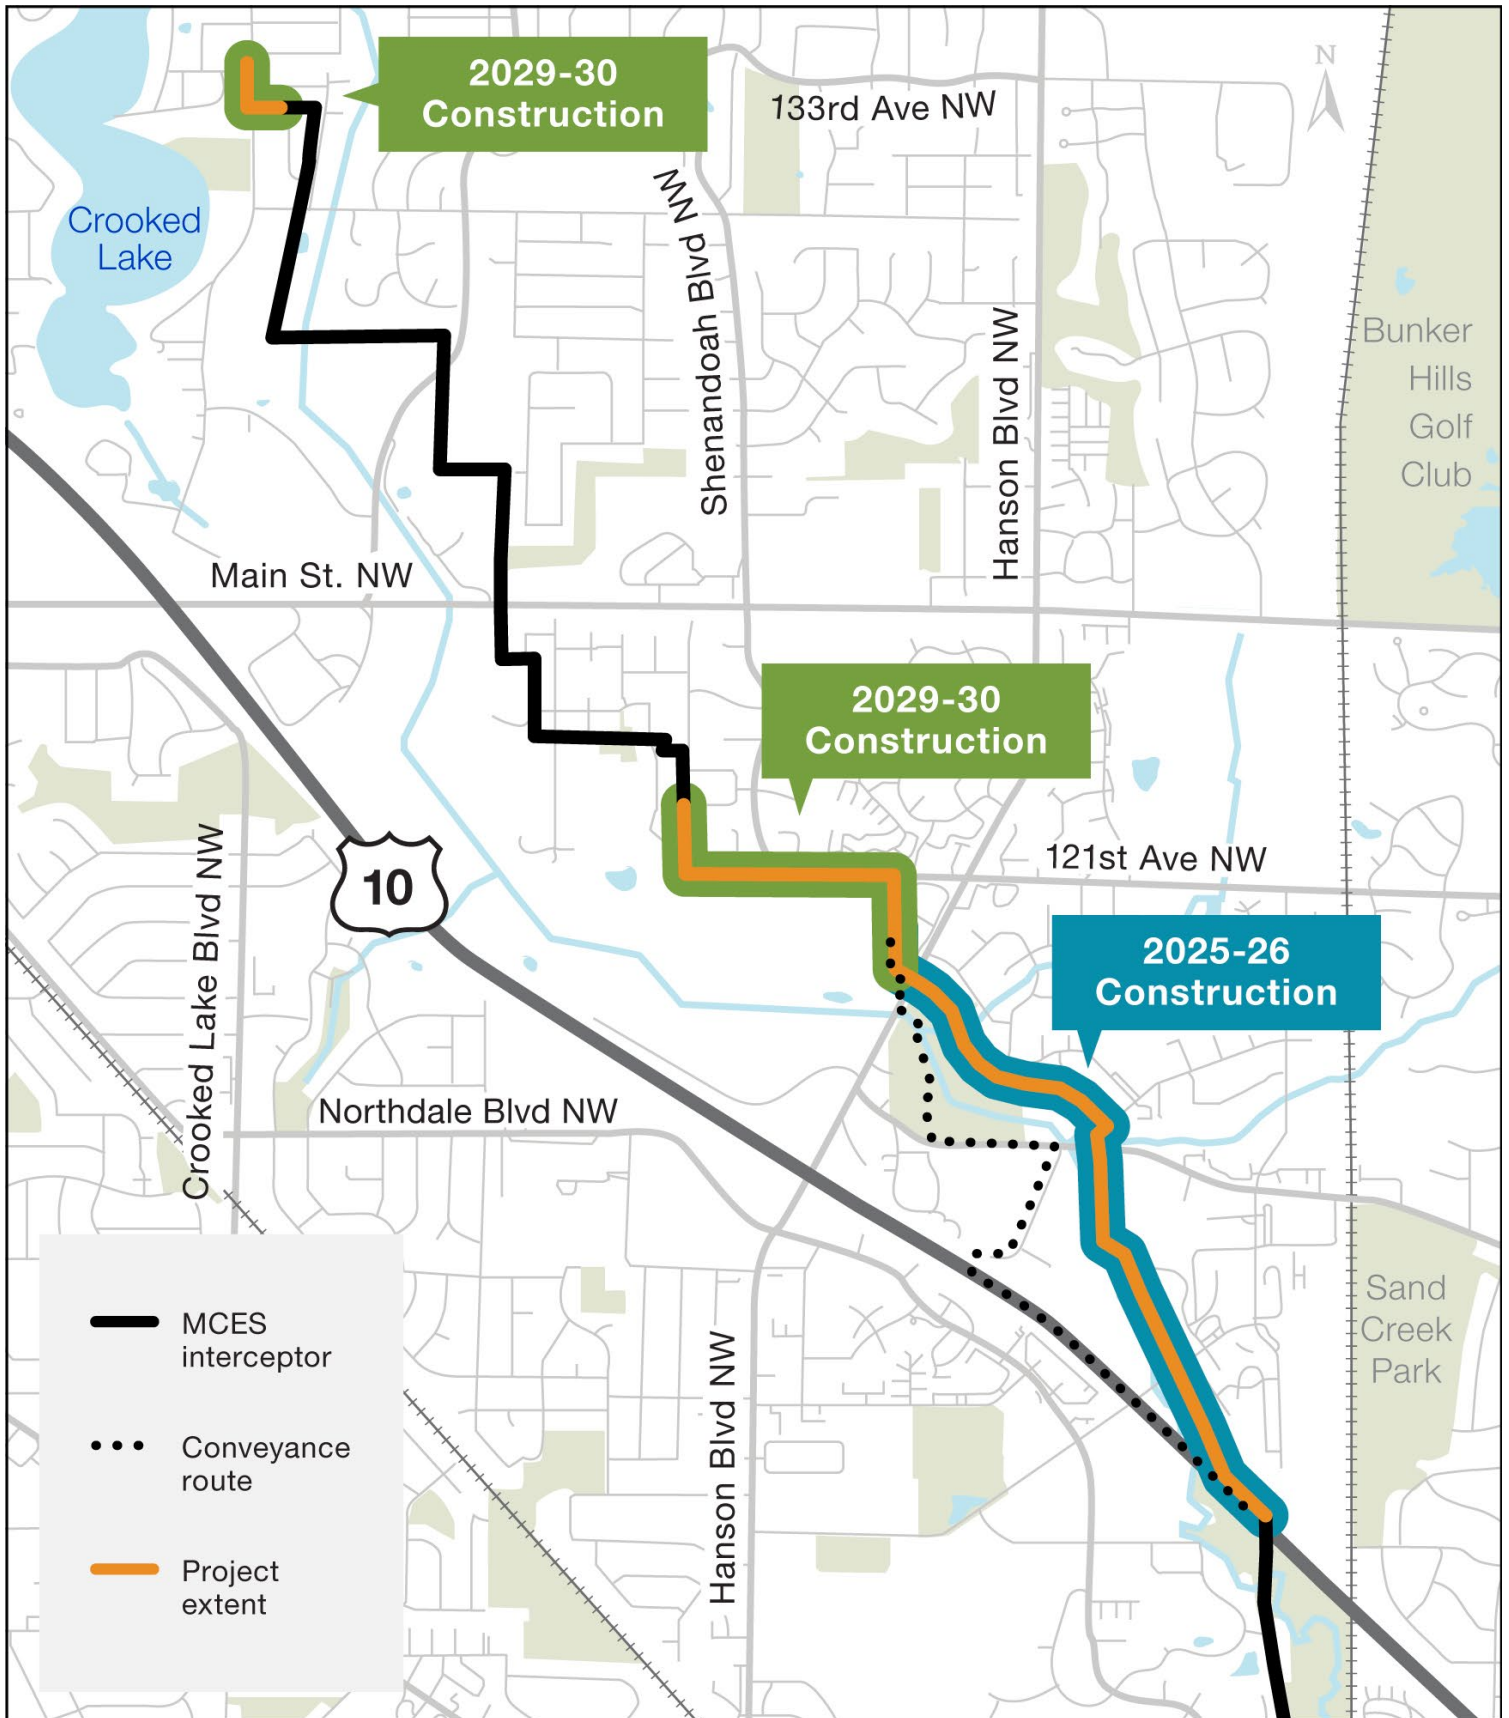 2029-30
Construction
N
133rd Ave NW
Crooked
Lake
Shenandoah Blvd NW
Hanson Blvd NW
Bunker
Hills
Golf
Club
Main St. NW
2029-30
Construction
121st Ave NW
10
Crooked Lake Blvd NW
2025-26
Construction
Northdale Blvd NW
Sand
Creek
Park
Hanson Blvd NW
MCES
interceptor
Conveyance
route
Project
extent